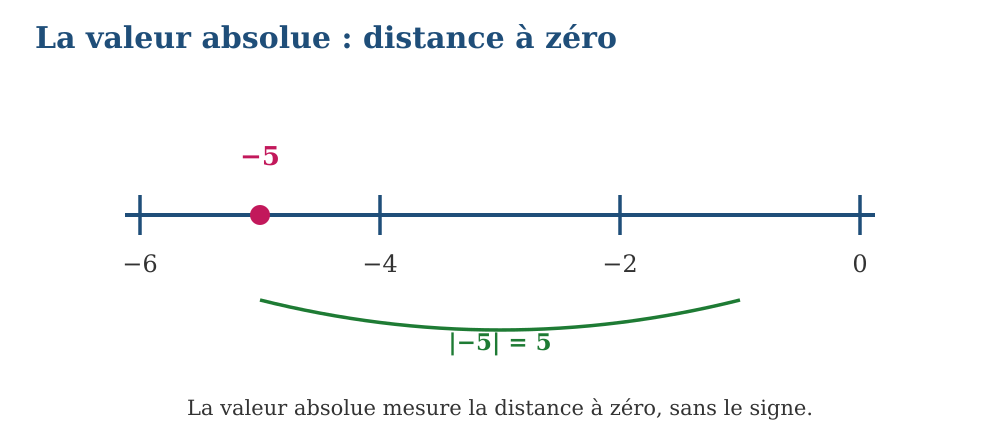 La valeur absolue : distance à zéro
−5
−6 −4 −2 0
|−5| = 5
La valeur absolue mesure la distance à zéro, sans le signe.